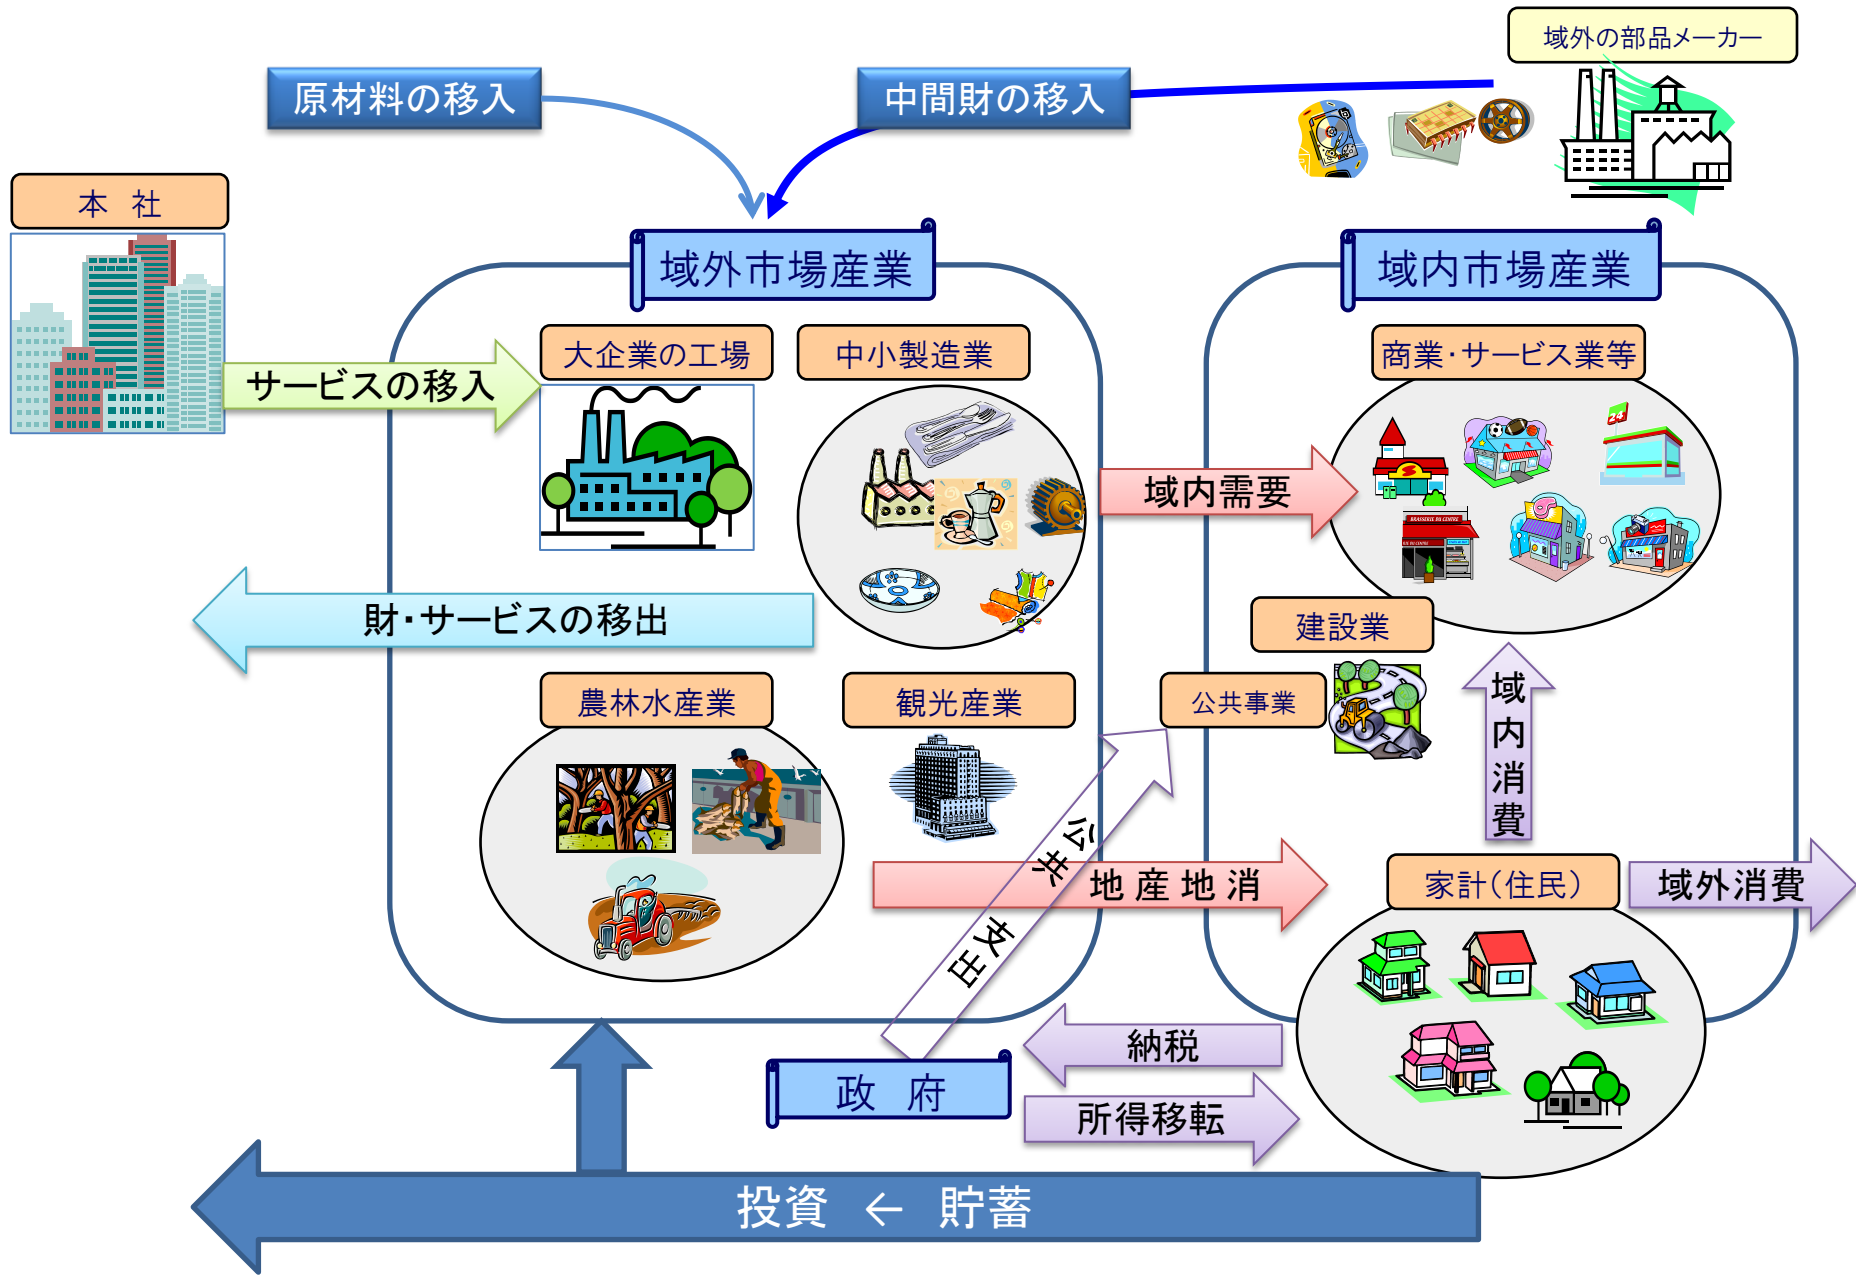 域外の部品メーカー
原材料の移入
中間財の移入
本 社
域外市場産業
域内市場産業
大企業の工場
中小製造業
商業・サービス業等
サービスの移入
24
域内需要
BRASSERIE DU CENTRE
財・サービスの移出
建設業
農林水産業
観光産業
公共事業
域内消費
公共支出
地産地消
家計(住民)
域外消費
納税
政 府
所得移転
投資 ← 貯蓄